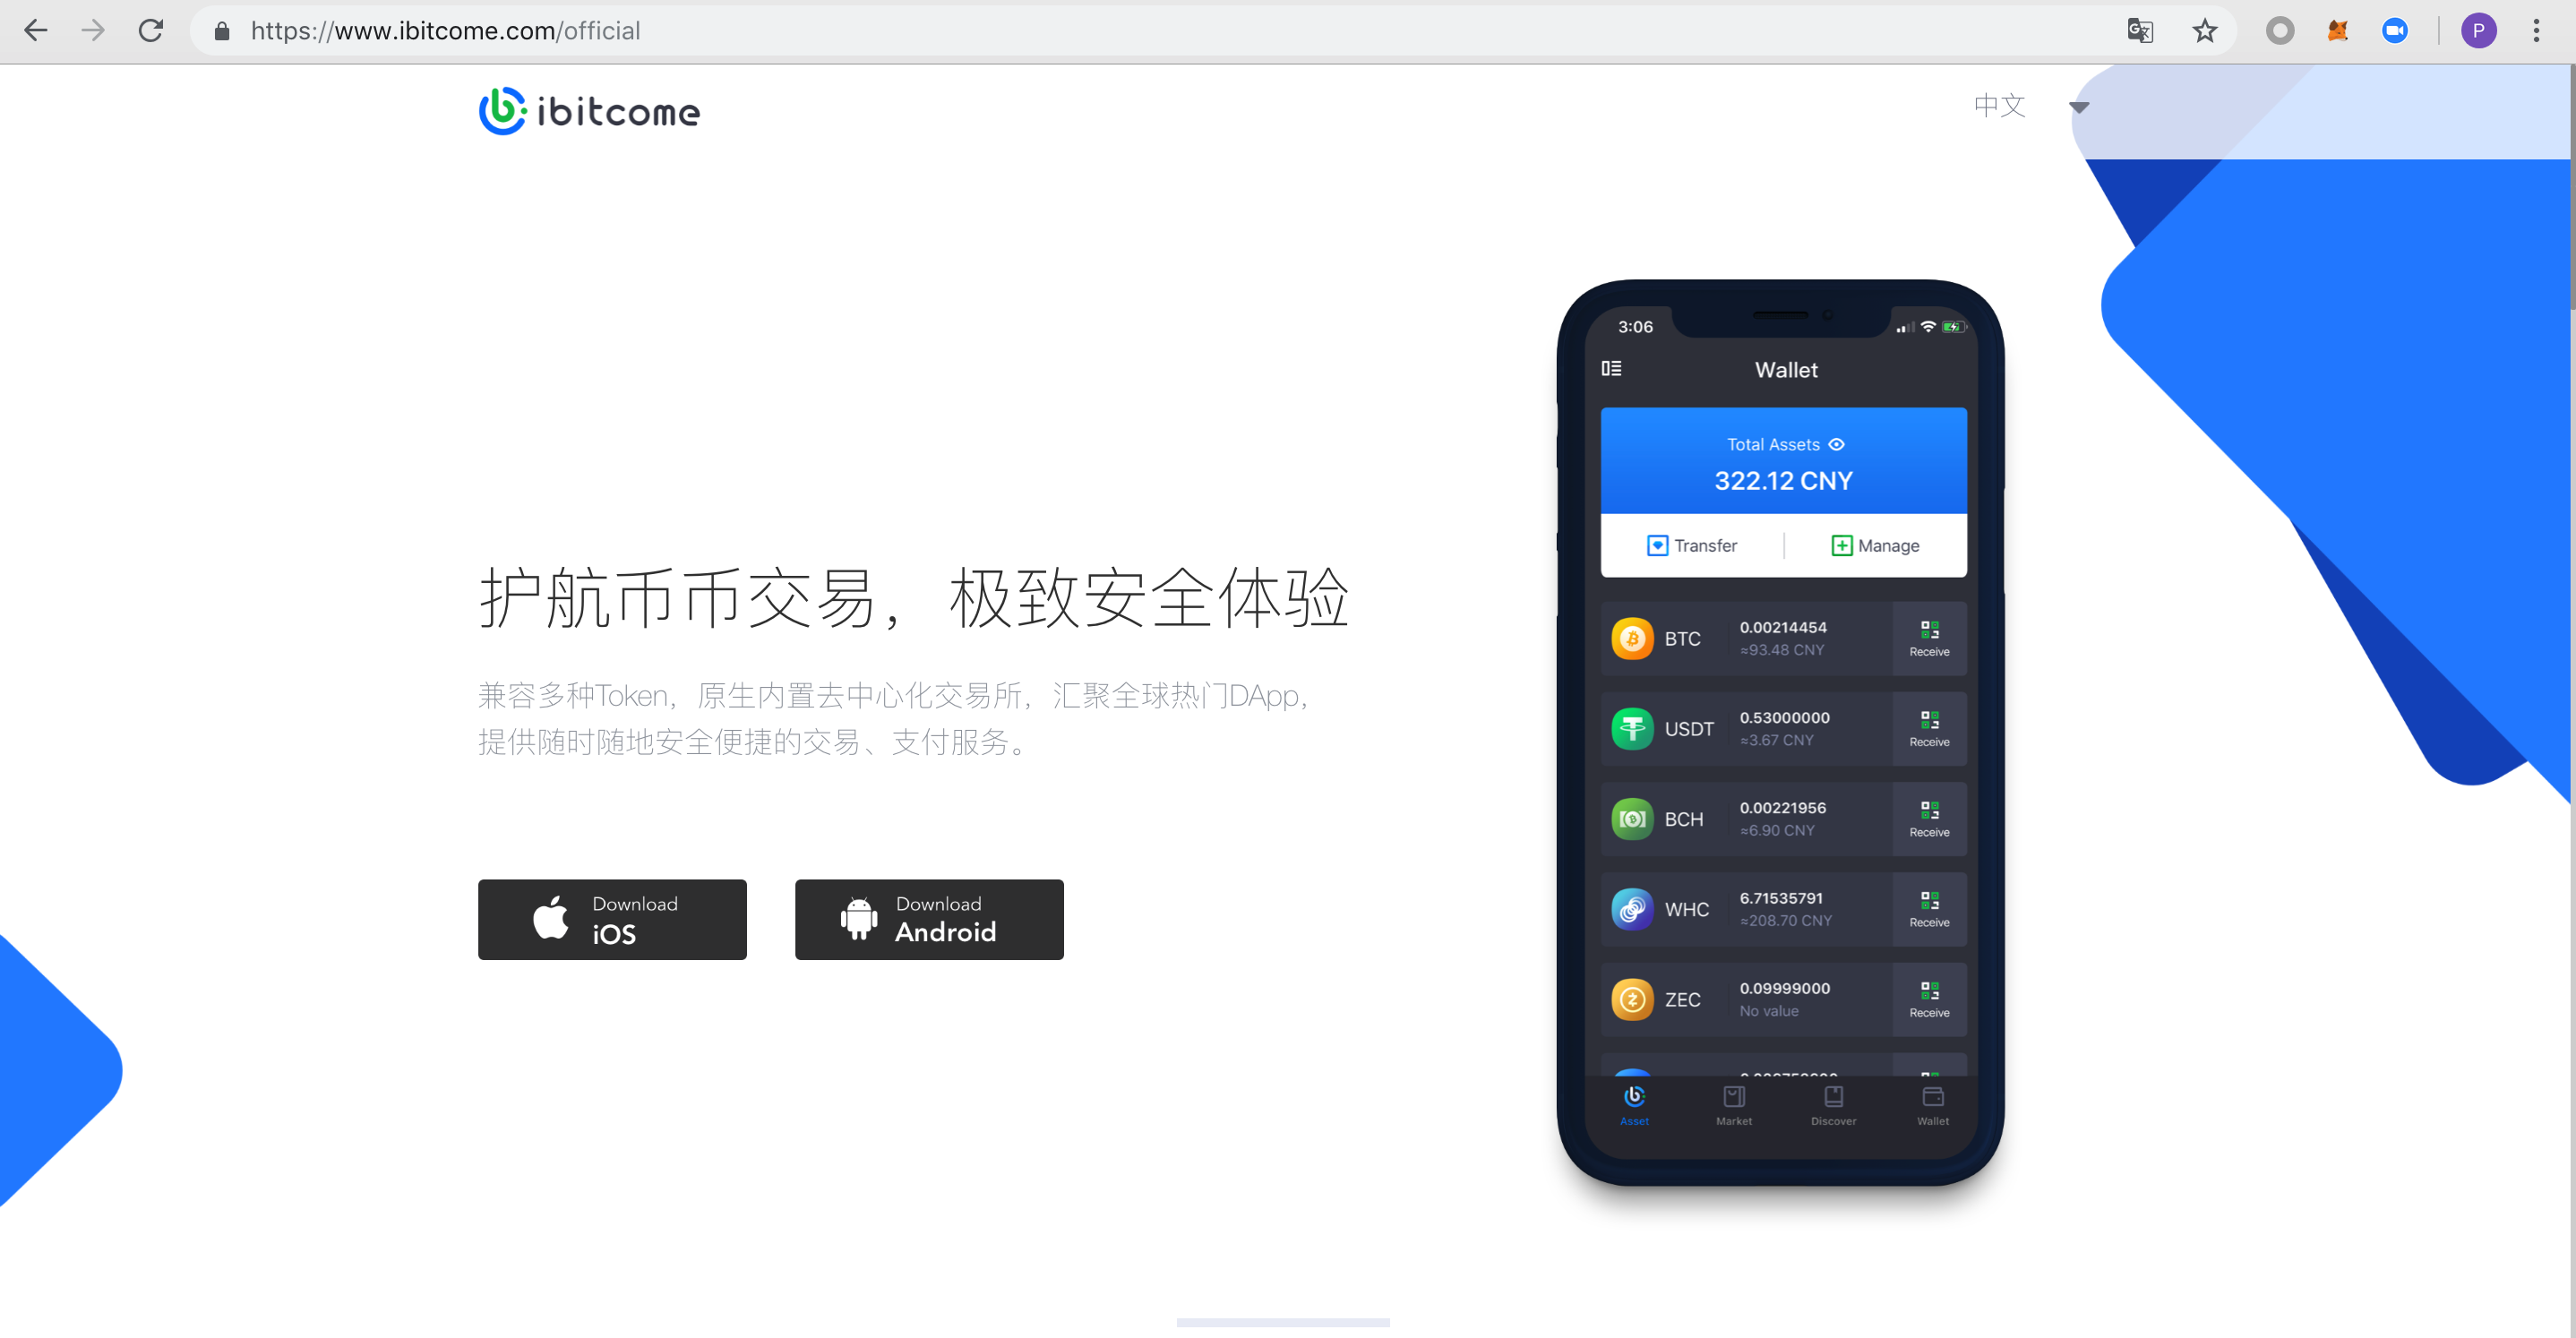 https://www.ibitcome.com/official
P
ibitcome
中文
护航币币交易，极致安全体验
兼容多种Token，原生内置去中心化交易所，汇聚全球热门DApp，
提供随时随地安全便捷的交易、支付服务。
Download
iOS
Download
Android
3:06
Wallet
Total Assets
322.12 CNY
Transfer
Manage
BTC
0.00214454
≈93.48 CNY
Receive
USDT
0.53000000
≈3.67 CNY
Receive
BCH
0.00221956
≈6.90 CNY
Receive
WHC
6.71535791
≈208.70 CNY
Receive
ZEC
0.09999000
No value
Receive
Asset
Market
Discover
Wallet